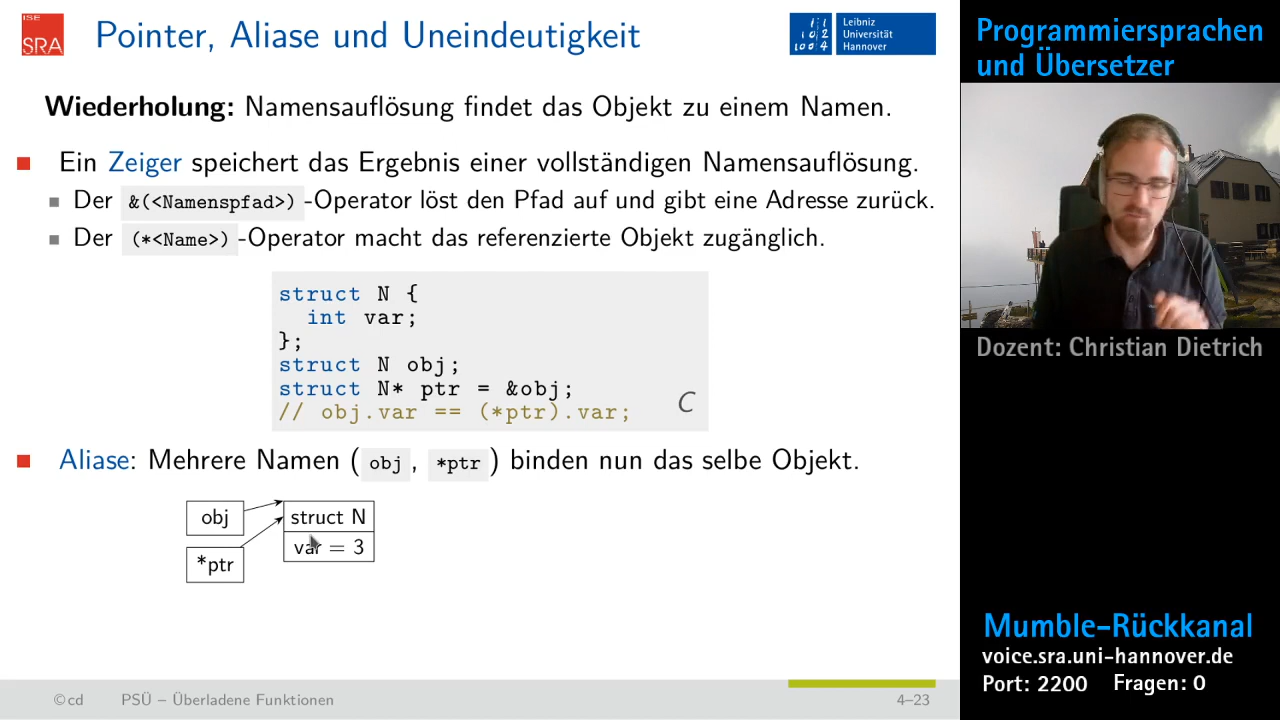 ISE
SRA
Pointer, Aliase und Uneindeutigkeit
Leibniz
Universität
Hannover
Wiederholung: Namensauflösung findet das Objekt zu einem Namen.
Ein Zeiger speichert das Ergebnis einer vollständigen Namensauflösung.
Der &(<Namenspfad>) -Operator löst den Pfad auf und gibt eine Adresse zurück.
Der (*<Name>) -Operator macht das referenzierte Objekt zugänglich.
struct N {
int var;
};
struct N obj;
struct N* ptr = &obj;
// obj.var == (*ptr).var;
C
Aliase: Mehrere Namen ( obj , *ptr ) binden nun das selbe Objekt.
obj
struct N
var = 3
*ptr
©cd PSÜ – Überladene Funktionen 4–23
Programmiersprachen
und Übersetzer
Dozent: Christian Dietrich
Mumble-Rückkanal
voice.sra.uni-hannover.de
Port: 2200 Fragen: 0